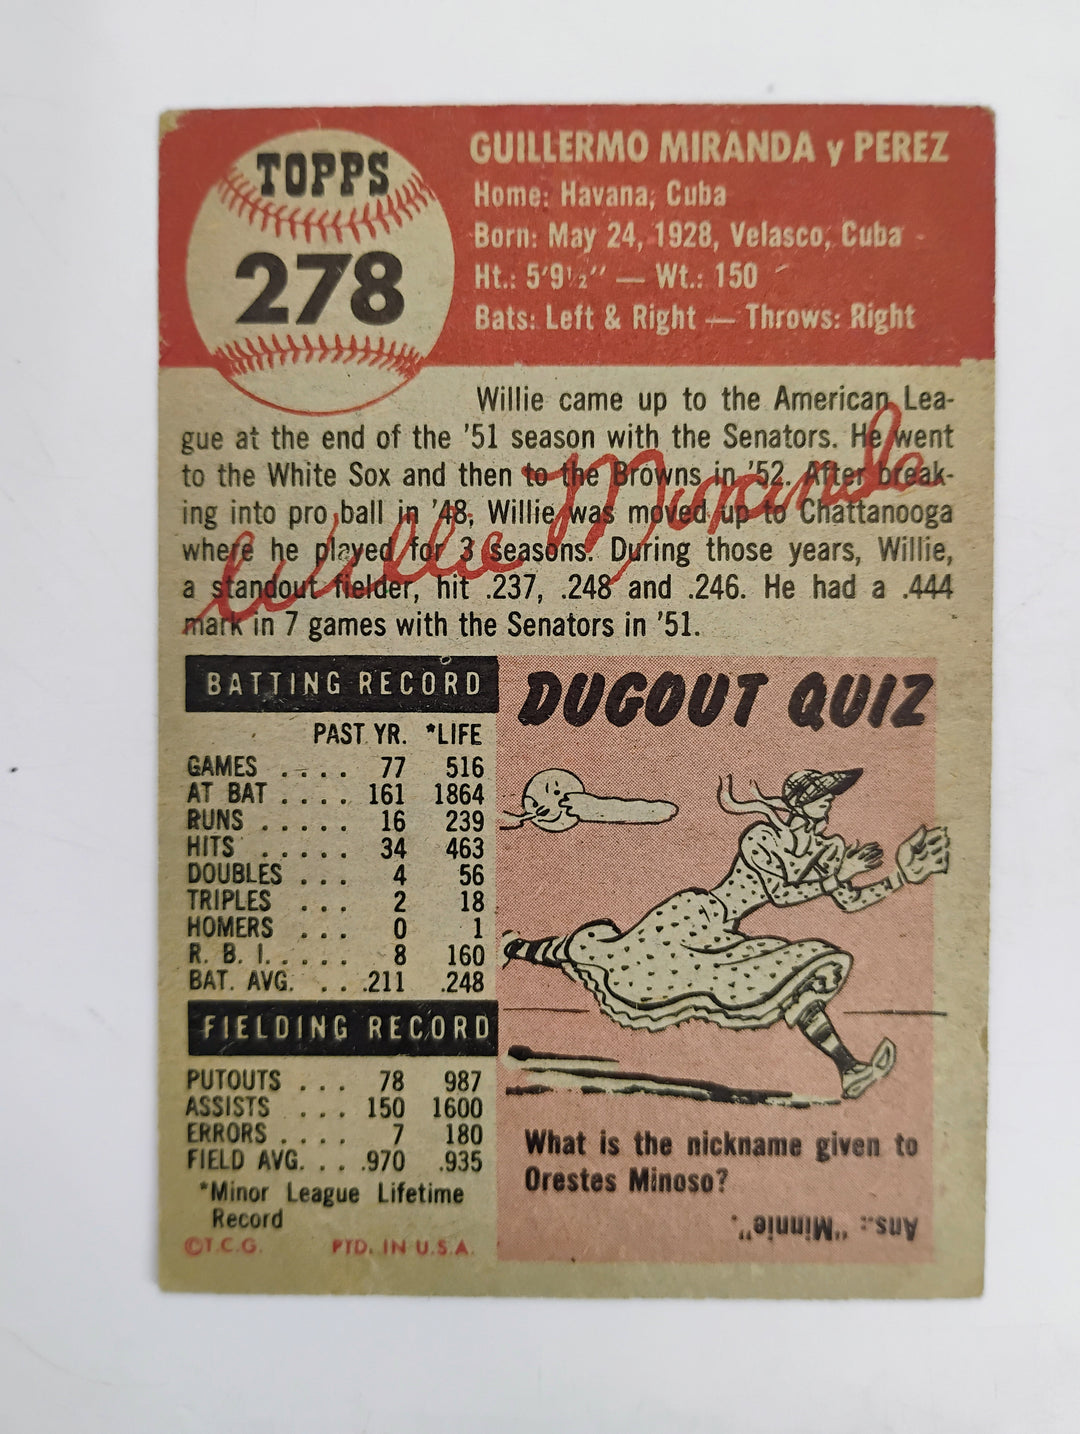 TOPPS
278
GUILLERMO MIRANDA y PEREZ
Home: Havana, Cuba
Born: May 24, 1928, Velasco, Cuba
Ht.: 5'9½" — Wt.: 150
Bats: Left & Right — Throws: Right
Willie came up to the American Lea-
gue at the end of the '51 season with the Senators. He went
to the White Sox and then to the Browns in '52. After break-
ing into pro ball in '48, Willie was moved up to Chattanooga
where he played for 3 seasons. During those years, Willie,
a standout fielder, hit .237, .248 and .246. He had a .444
mark in 7 games with the Senators in '51.
Willie Miranda
BATTING RECORD
PAST YR. *LIFE
GAMES .... 77 516
AT BAT .... 161 1864
RUNS ..... 16 239
HITS ..... 34 463
DOUBLES ... 4 56
TRIPLES ... 2 18
HOMERS ... 0 1
R. B. I. .... 8 160
BAT. AVG. ... .211 .248
FIELDING RECORD
PUTOUTS ... 78 987
ASSISTS .... 150 1600
ERRORS .... 7 180
FIELD AVG. ... .970 .935
*Minor League Lifetime
Record
©T.C.G. PTD. IN U.S.A.
DUGOUT QUIZ
What is the nickname given to
Orestes Minoso?
Ans.: "Minnie".